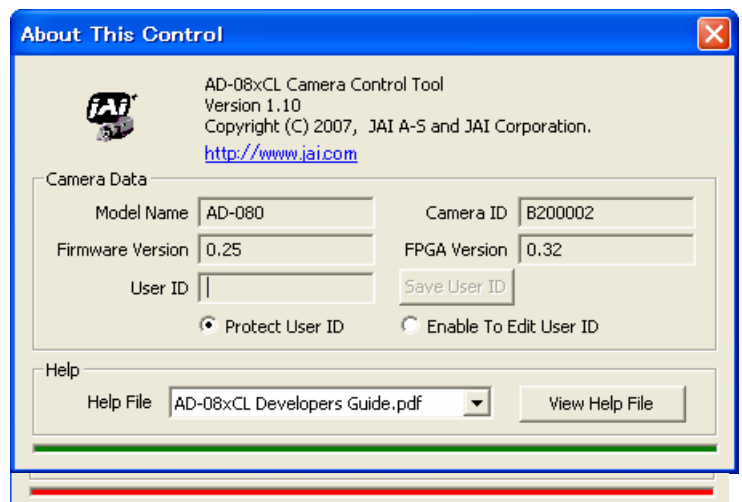 About This Control
JAI
AD-08xCL Camera Control Tool
Version 1.10
Copyright (C) 2007, JAI A-S and JAI Corporation.
http://www.jai.com
Camera Data
Model Name AD-080 Camera ID B200002
Firmware Version 0.25 FPGA Version 0.32
User ID Save User ID
Protect User ID Enable To Edit User ID
Help
Help File AD-08xCL Developers Guide.pdf View Help File